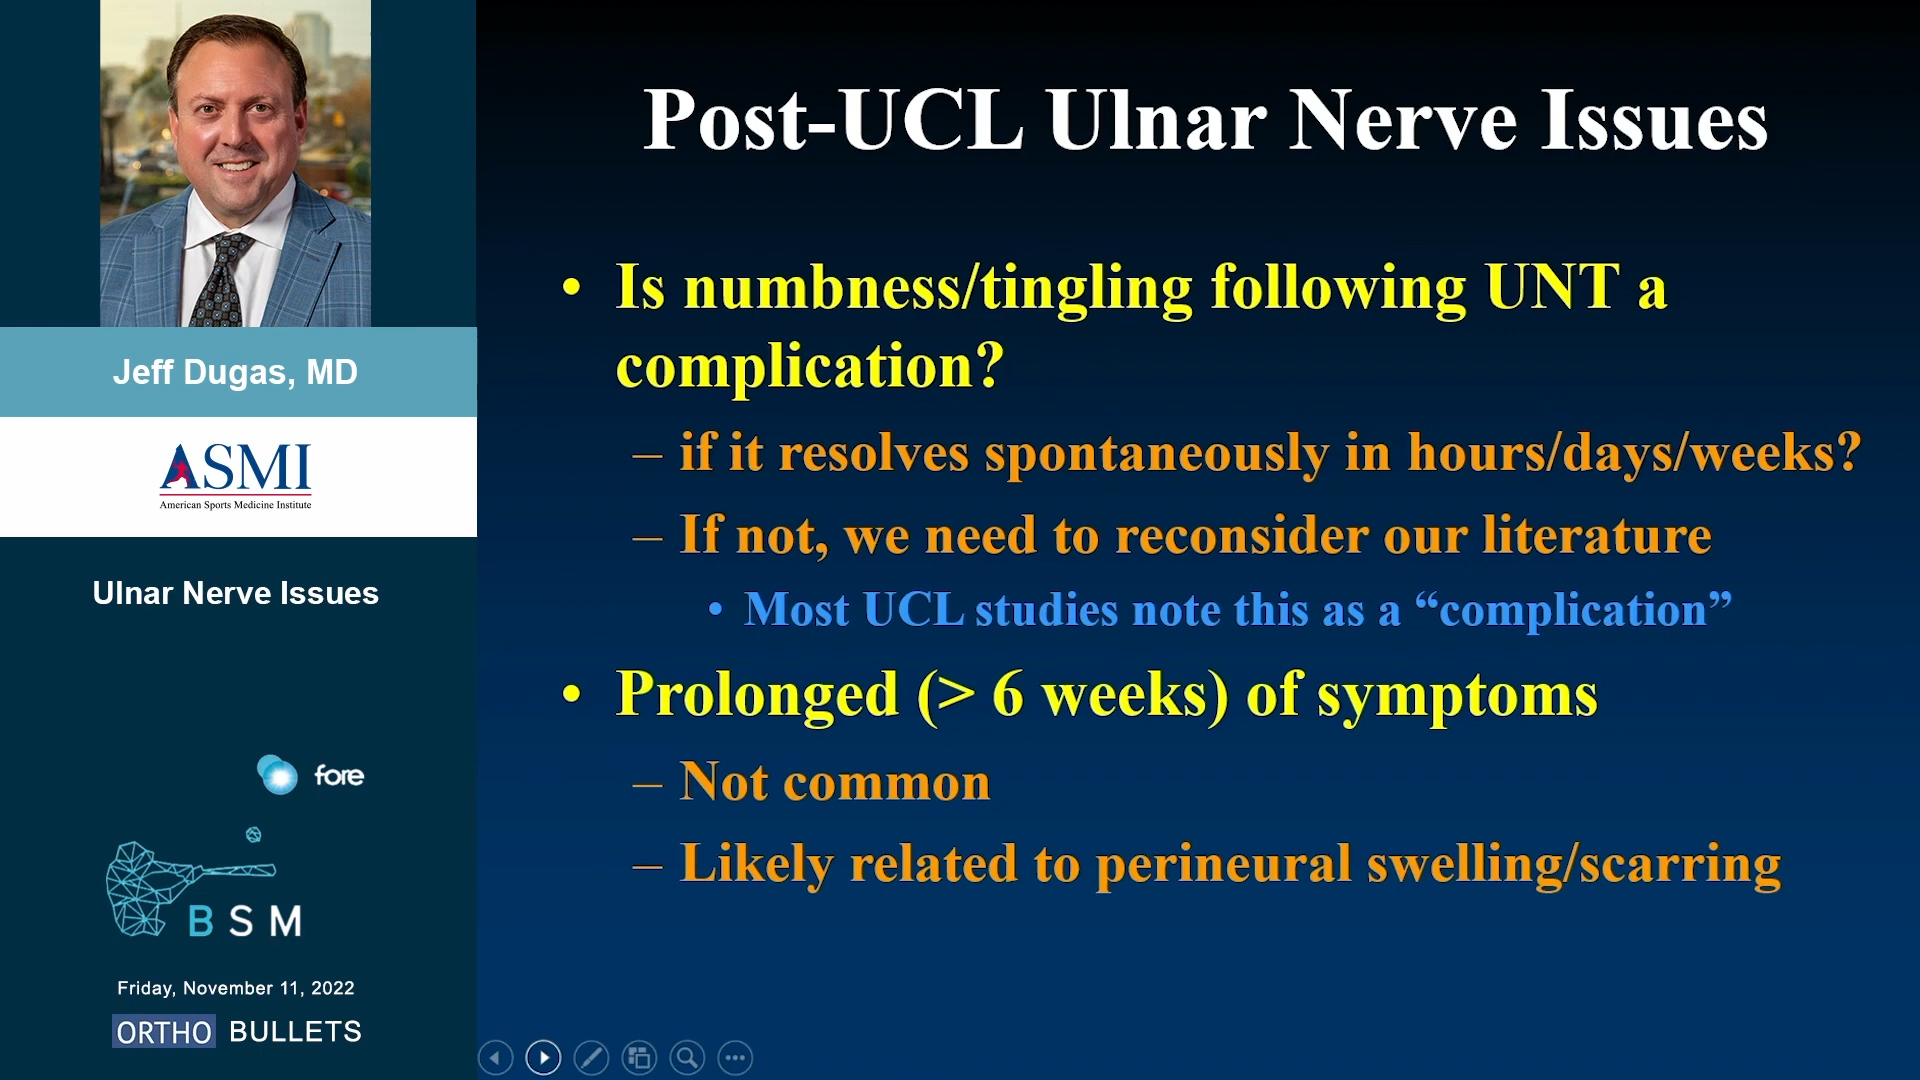 Jeff Dugas, MD
ASMI
American Sports Medicine Institute
Ulnar Nerve Issues
fore
BSM
Friday, November 11, 2022
ORTHO BULLETS
Post-UCL Ulnar Nerve Issues
• Is numbness/tingling following UNT a
complication?
– if it resolves spontaneously in hours/days/weeks?
– If not, we need to reconsider our literature
• Most UCL studies note this as a “complication”
• Prolonged (> 6 weeks) of symptoms
– Not common
– Likely related to perineural swelling/scarring